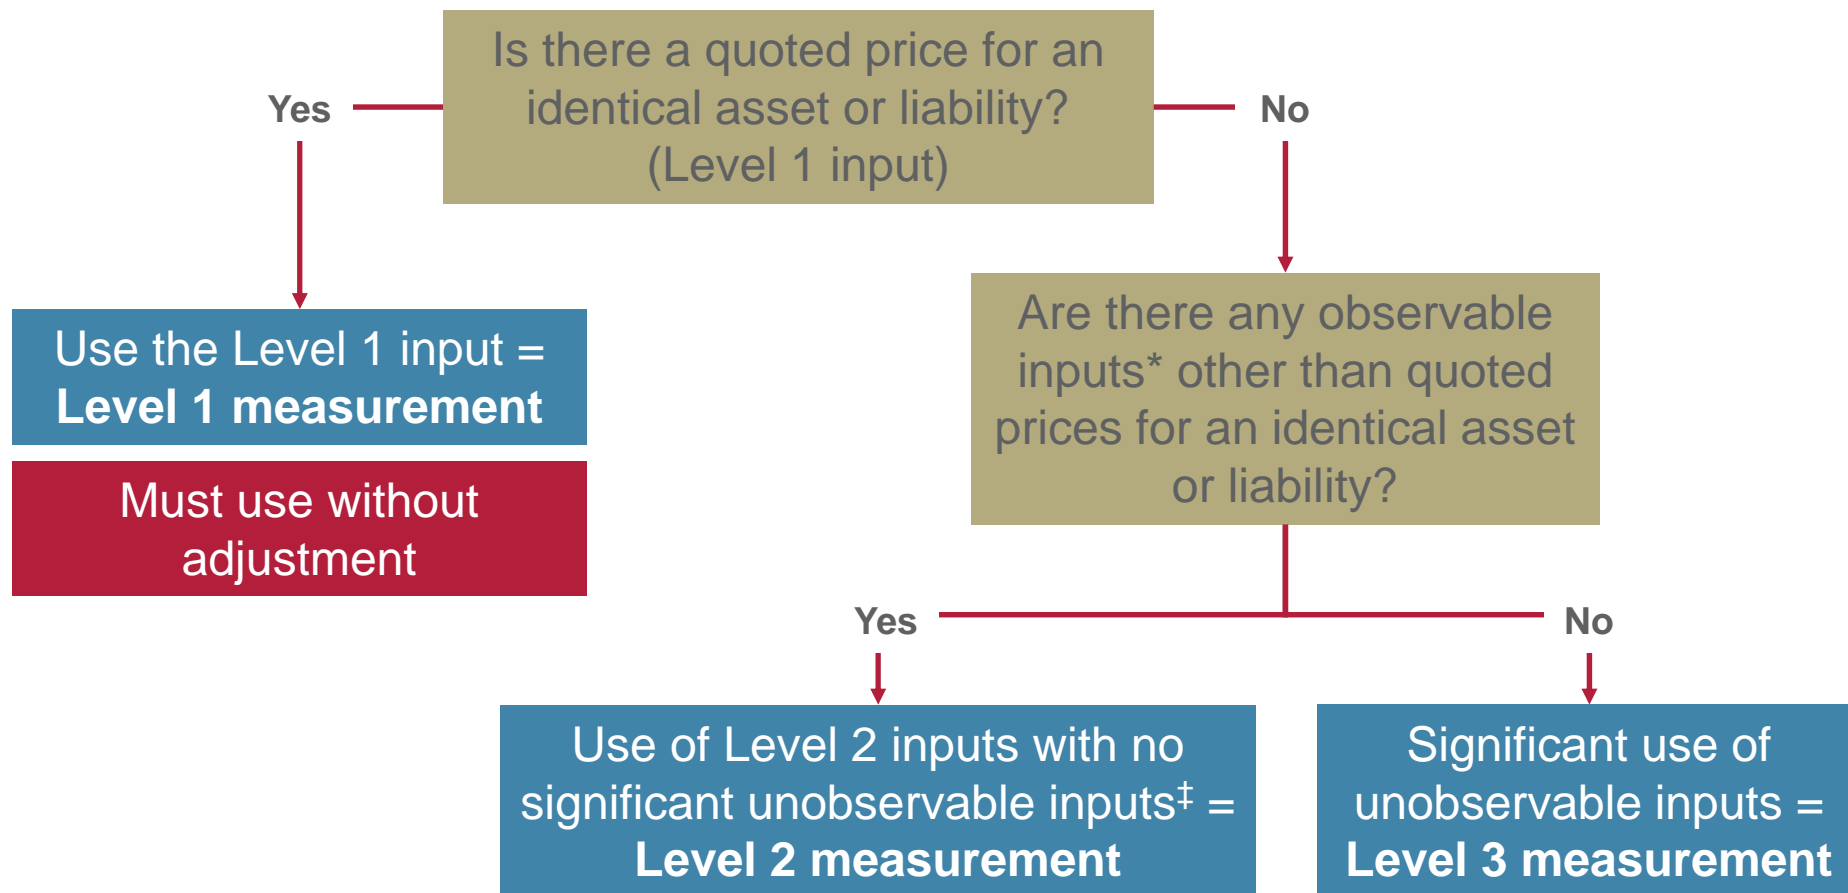 Is there a quoted price for an
identical asset or liability?
(Level 1 input)
Yes
No
Use the Level 1 input =
Level 1 measurement
Must use without
adjustment
Are there any observable
inputs* other than quoted
prices for an identical asset
or liability?
Yes
No
Use of Level 2 inputs with no
significant unobservable inputs‡ =
Level 2 measurement
Significant use of
unobservable inputs =
Level 3 measurement